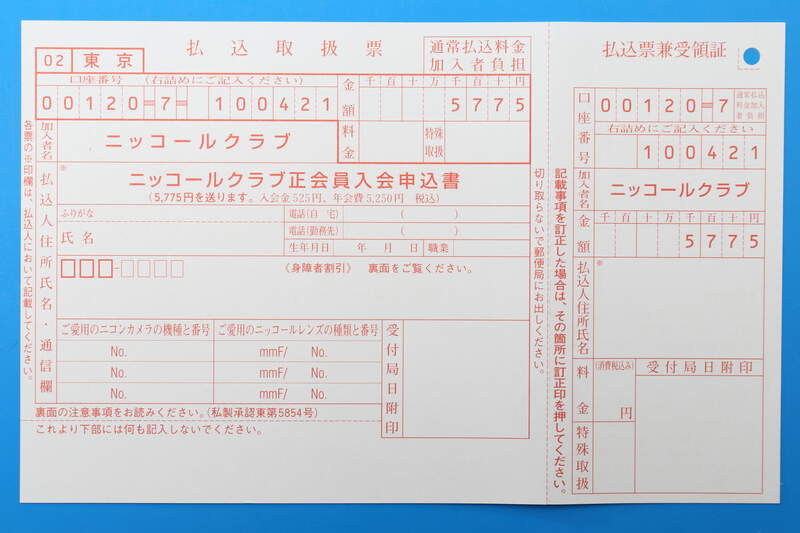 02 東京
払込取扱票
通常払込料金
加入者負担
口座番号 (右詰めにご記入ください)
00120=7= 100421
金額
千百十万千百十円
5775
加入者名
ニッコールクラブ
料金
特殊取扱
※
ニッコールクラブ正会員入会申込書
(5,775円を送ります。入会金525円、年会費5,250円 税込)
払込人住所氏名・通信欄
ふりがな
氏名
電話(自宅) ( )
電話(勤務先) ( )
生年月日 年 月 日 職業
《身障者割引》 裏面をご覧ください。
ご愛用のニコンカメラの機種と番号
ご愛用のニッコールレンズの種類と番号
No. mmF/ No.
No. mmF/ No.
No. mmF/ No.
受付局日附印
裏面の注意事項をお読みください。(私製承認東第5854号)
これより下部には何も記入しないでください。
各票の※印欄は、払込人において記載してください。
切り取らないで郵便局にお出しください。
記載事項を訂正した場合は、その箇所に訂正印を押してください。
払込票兼受領証
口座番号
00120=7
通常払込
料金加入
者負担
右詰めにご記入ください
100421
加入者名
ニッコールクラブ
金額
千百十万千百十円
5775
払込人住所氏名
※
料金
(消費税込み)
円
受付局日附印
特殊取扱